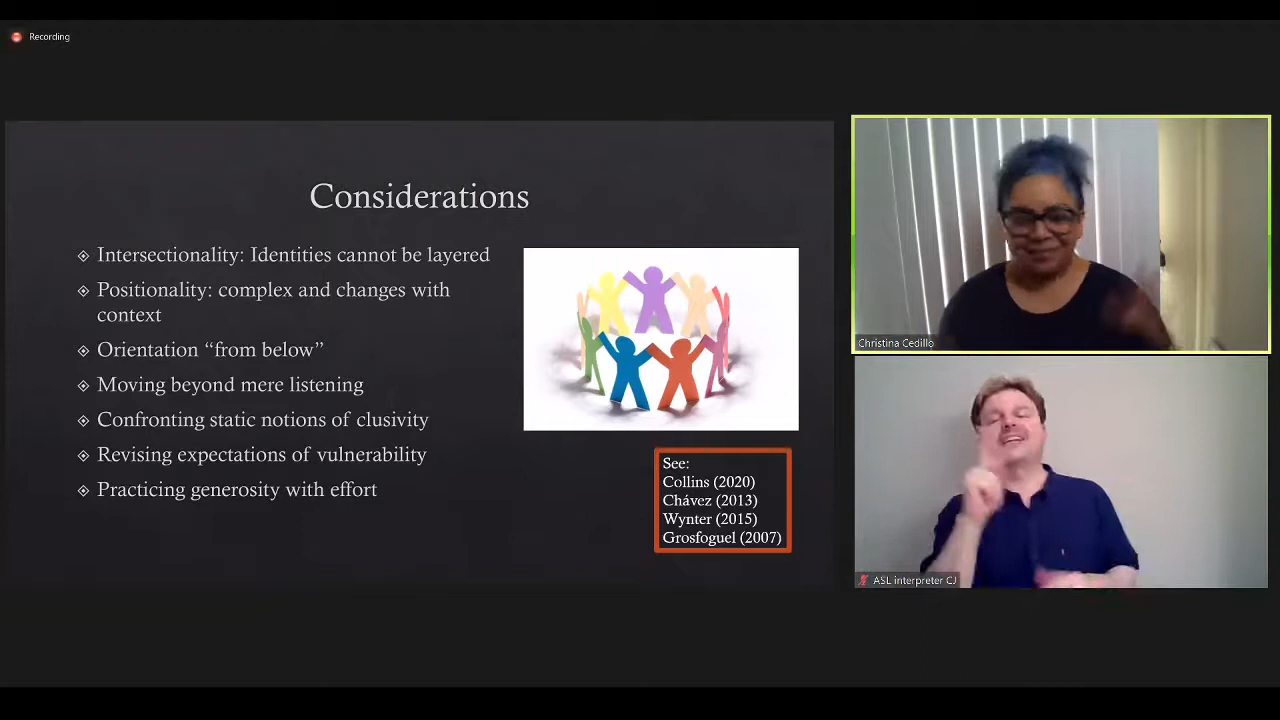 Recording
Considerations
Intersectionality: Identities cannot be layered
Positionality: complex and changes with
context
Orientation “from below”
Moving beyond mere listening
Confronting static notions of clusivity
Revising expectations of vulnerability
Practicing generosity with effort
See:
Collins (2020)
Chávez (2013)
Wynter (2015)
Grosfoguel (2007)
Christina Cedillo
ASL interpreter CJ